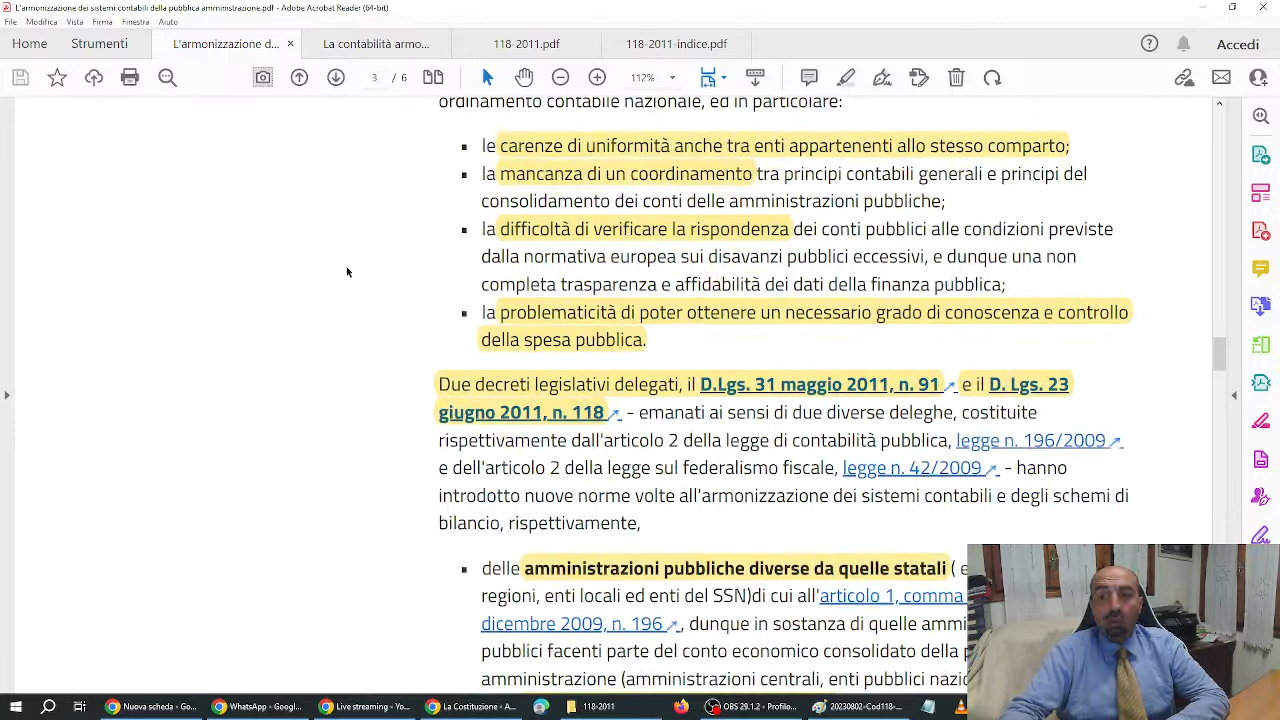 L'armonizzazione dei sistemi contabili della pubblica amministrazione.pdf - Adobe Acrobat Reader (64-bit)
File Modifica Vista Firma Finestra Aiuto
Home Strumenti L'armonizzazione d... × La contabilità armo... 118-2011.pdf 118-2011-indice.pdf Accedi
3 / 6 112%
ordinamento contabile nazionale, ed in particolare:
▪ le carenze di uniformità anche tra enti appartenenti allo stesso comparto;
▪ la mancanza di un coordinamento tra principi contabili generali e principi del
consolidamento dei conti delle amministrazioni pubbliche;
▪ la difficoltà di verificare la rispondenza dei conti pubblici alle condizioni previste
dalla normativa europea sui disavanzi pubblici eccessivi, e dunque una non
completa trasparenza e affidabilità dei dati della finanza pubblica;
▪ la problematicità di poter ottenere un necessario grado di conoscenza e controllo
della spesa pubblica.
Due decreti legislativi delegati, il D.Lgs. 31 maggio 2011, n. 91 e il D. Lgs. 23
giugno 2011, n. 118 - emanati ai sensi di due diverse deleghe, costituite
rispettivamente dall'articolo 2 della legge di contabilità pubblica, legge n. 196/2009
e dell'articolo 2 della legge sul federalismo fiscale, legge n. 42/2009 - hanno
introdotto nuove norme volte all'armonizzazione dei sistemi contabili e degli schemi di
bilancio, rispettivamente,
▪ delle amministrazioni pubbliche diverse da quelle statali (
regioni, enti locali ed enti del SSN)di cui all'articolo 1, comma
dicembre 2009, n. 196, dunque in sostanza di quelle ammi
pubblici facenti parte del conto economico consolidato della p
amministrazione (amministrazioni centrali, enti pubblici nazio
Nuova scheda - Go... WhatsApp - Googl... Live streaming - Yo... La Costituzione - A... 118-2011 OBS 29.1.2 - Profile... 20230802-Cod118-...